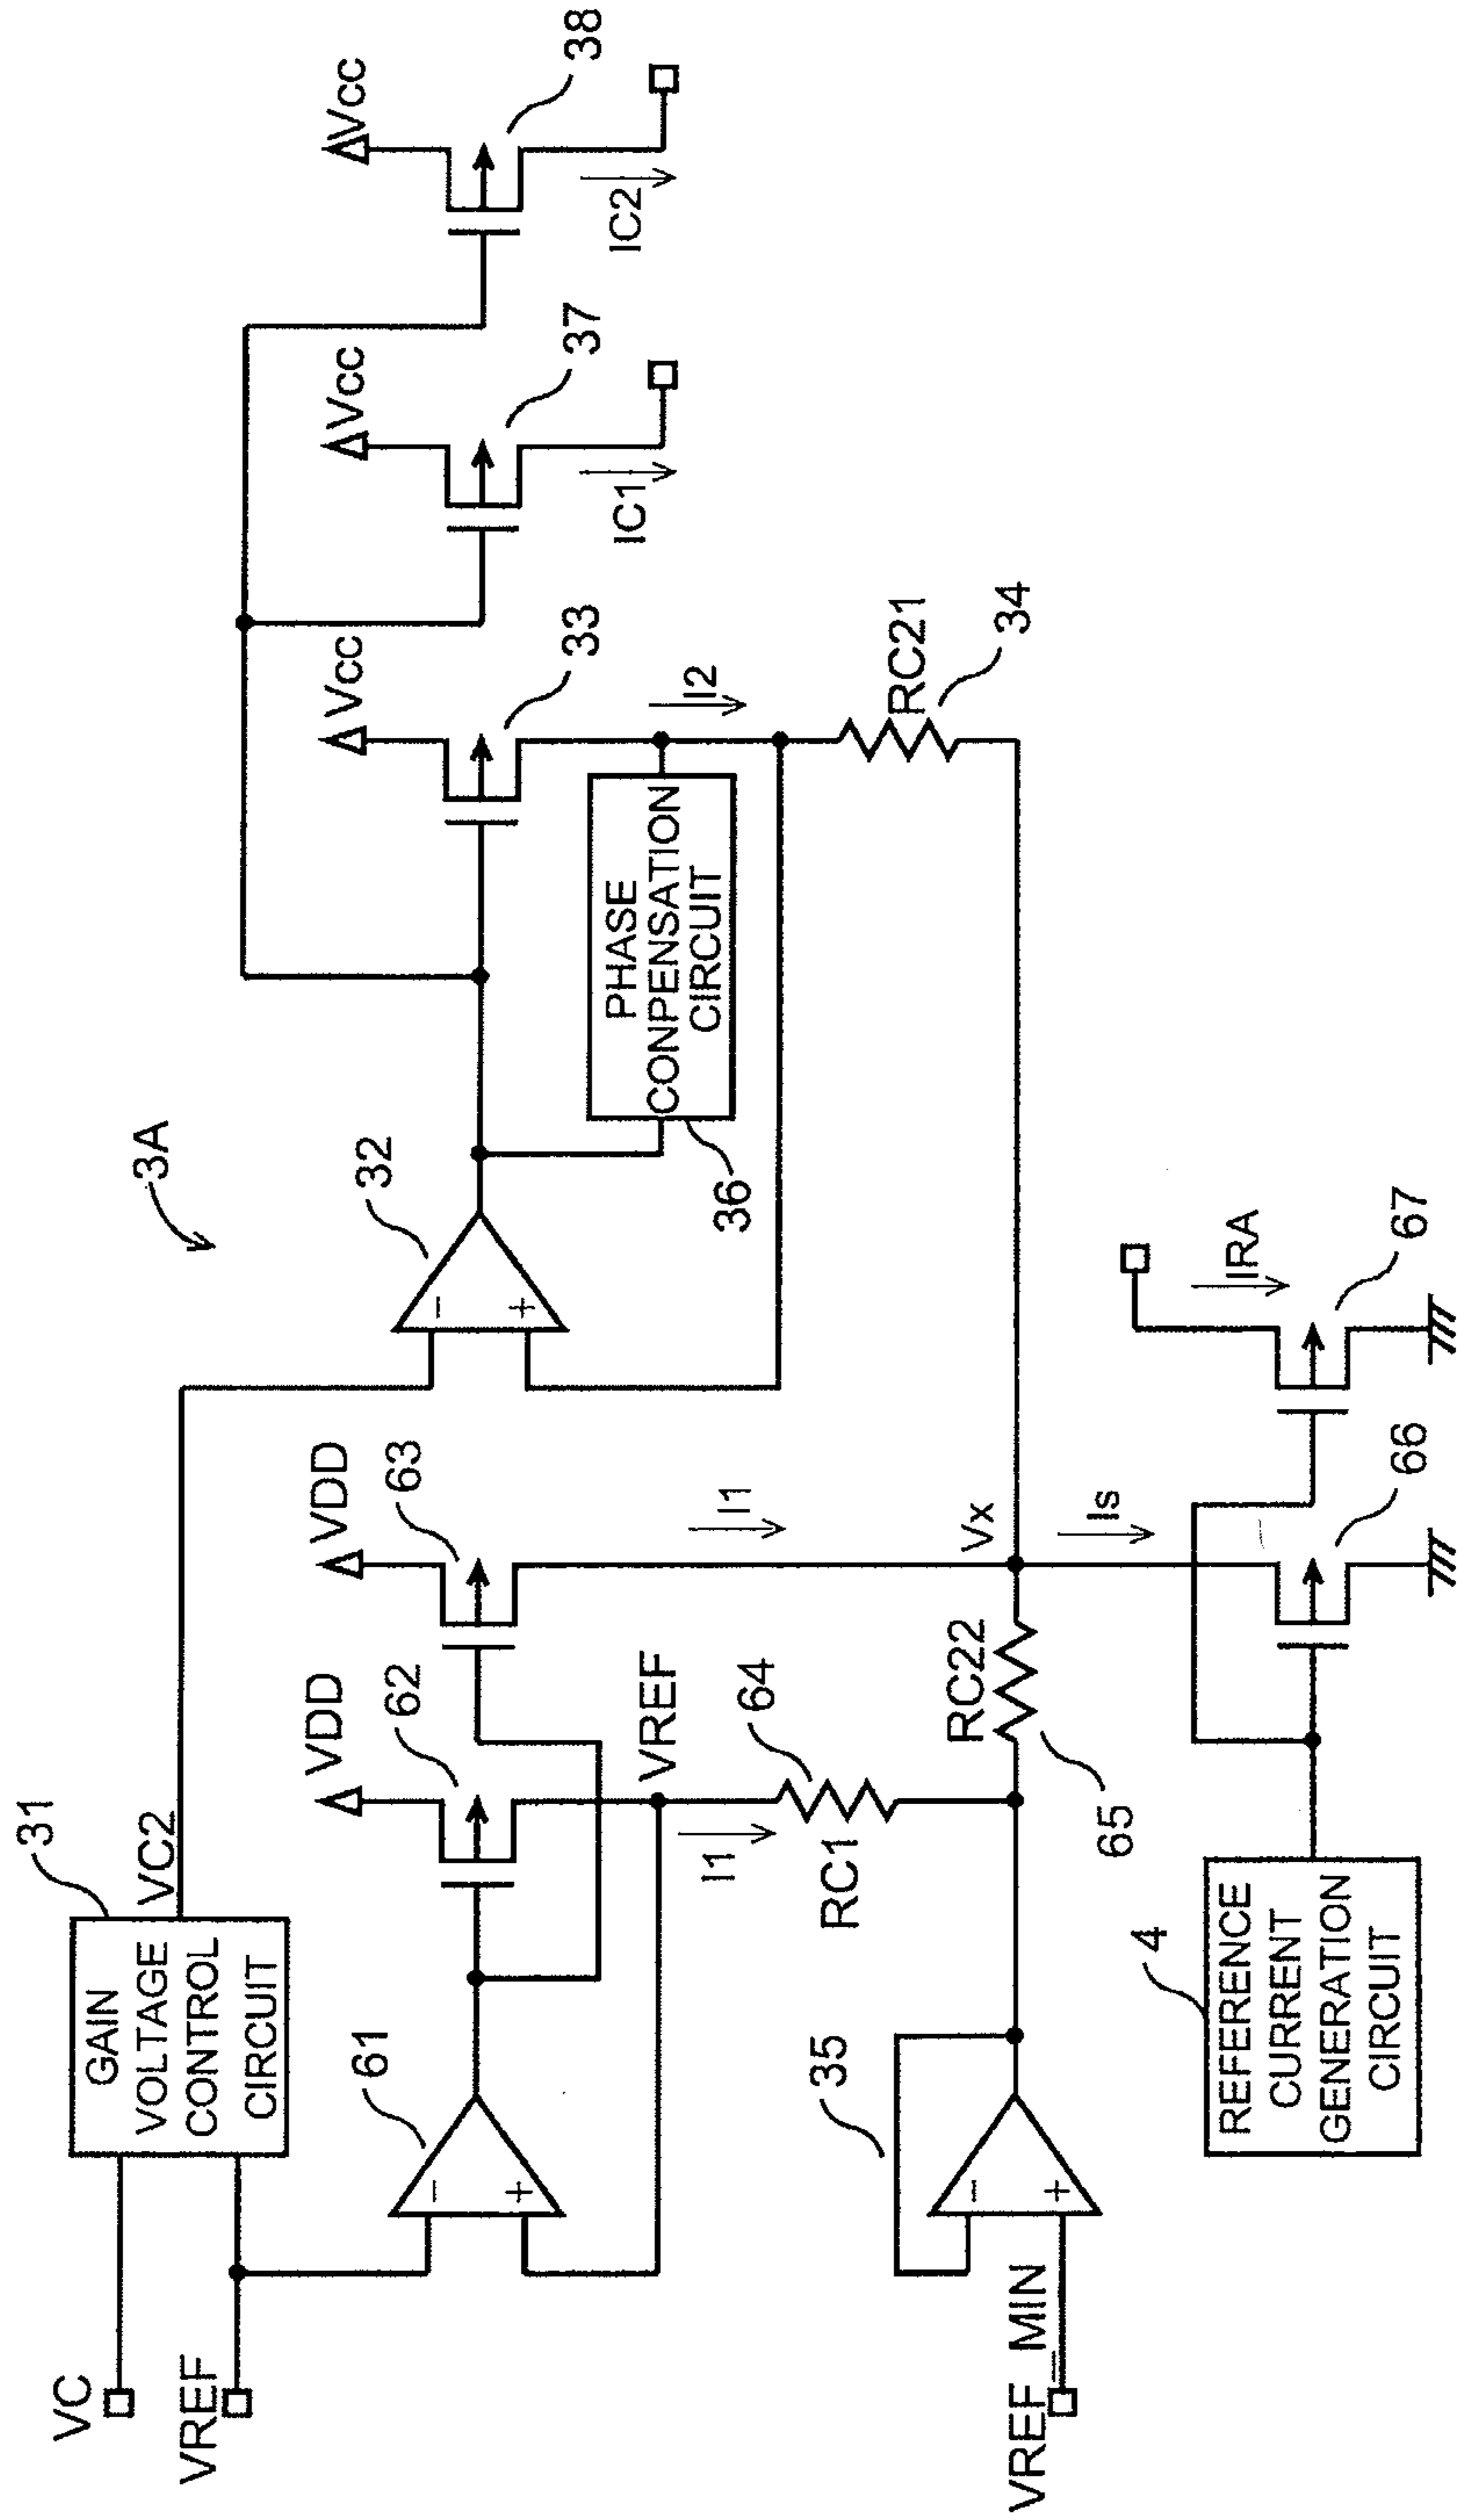 3A
VC
VREF
31
GAIN
VOLTAGE
CONTROL
CIRCUIT
VC2
61
−
+
VDD
62
VDD
63
VREF
I1
64
RC1
I1
32
−
+
36
PHASE
CONPENSATION
CIRCUIT
Vcc
33
I2
RC21
34
Vcc
37
IC1
Vcc
38
IC2
VREF_MIN
35
−
+
RC22
65
Vx
Is
4
REFERENCE
CURRENT
GENERATION
CIRCUIT
66
IRA
67